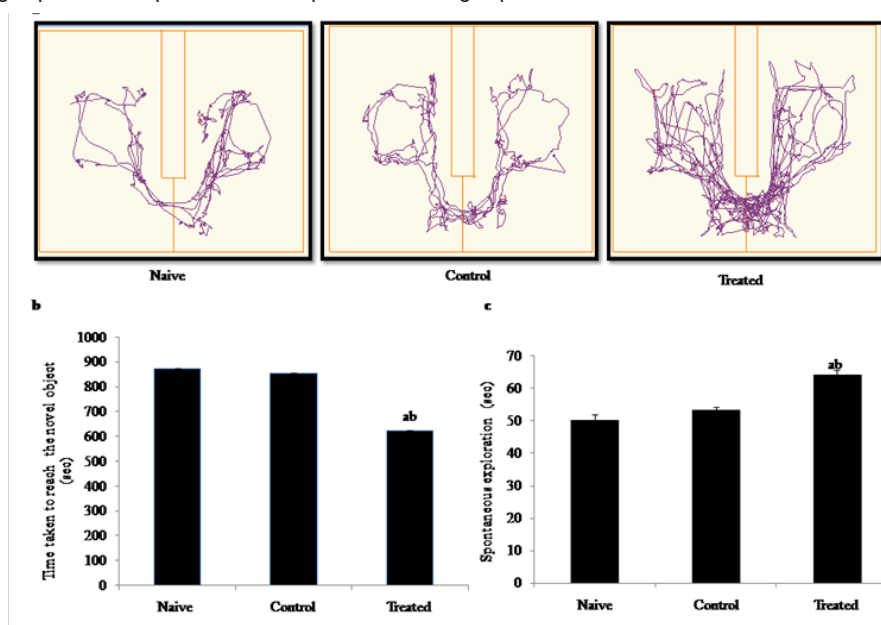 Naive Control Treated
b
Time taken to reach the novel object
(sec)
1000
900
800
700
600
500
400
300
200
100
0
ab
Naive Control Treated
c
Spontaneous exploration (sec)
70
60
50
40
30
20
10
0
ab
Naive Control Treated